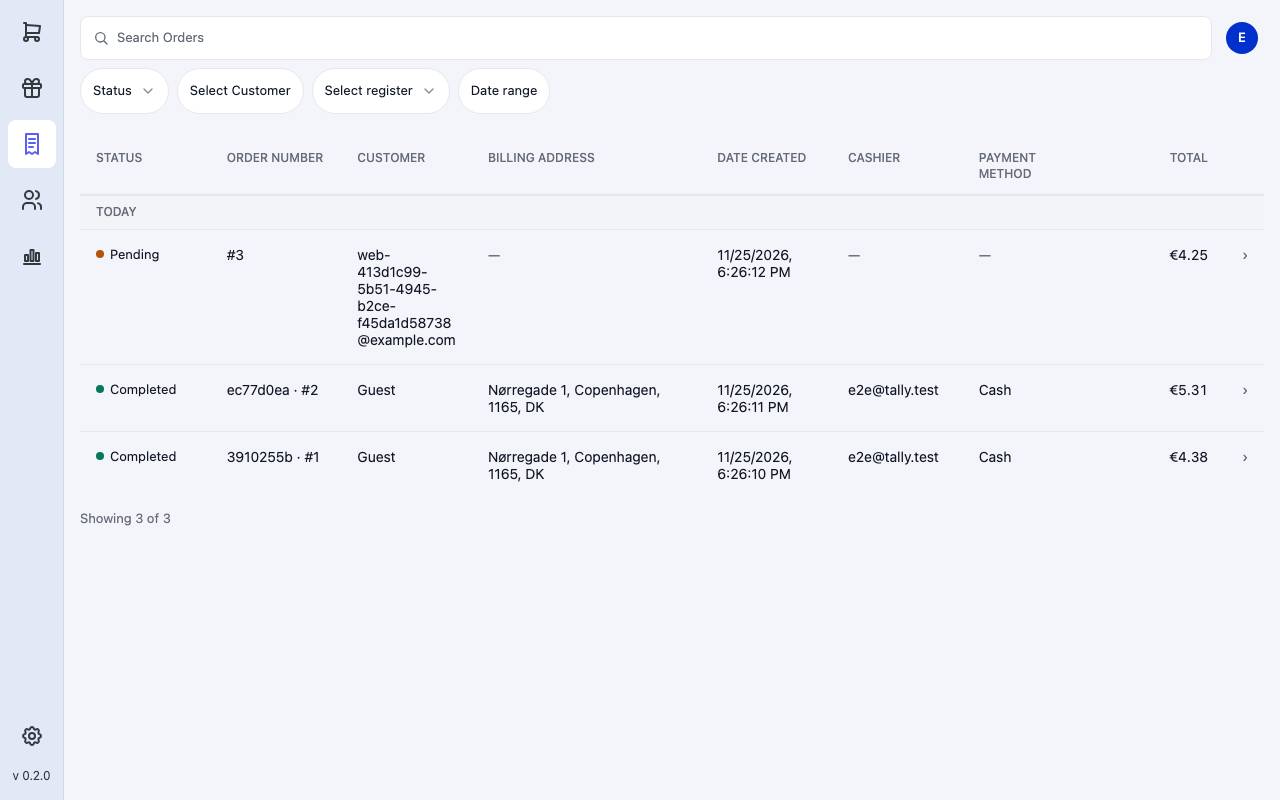 Search Orders
E
Status
Select Customer
Select register
Date range
STATUS ORDER NUMBER CUSTOMER BILLING ADDRESS DATE CREATED CASHIER PAYMENT METHOD TOTAL
TODAY
Pending #3 web-413d1c99-5b51-4945-b2ce-f45da1d58738@example.com — 11/25/2026, 6:26:12 PM — — €4.25 ›
Completed ec77d0ea · #2 Guest Nørregade 1, Copenhagen, 1165, DK 11/25/2026, 6:26:11 PM e2e@tally.test Cash €5.31 ›
Completed 3910255b · #1 Guest Nørregade 1, Copenhagen, 1165, DK 11/25/2026, 6:26:10 PM e2e@tally.test Cash €4.38 ›
Showing 3 of 3
v 0.2.0